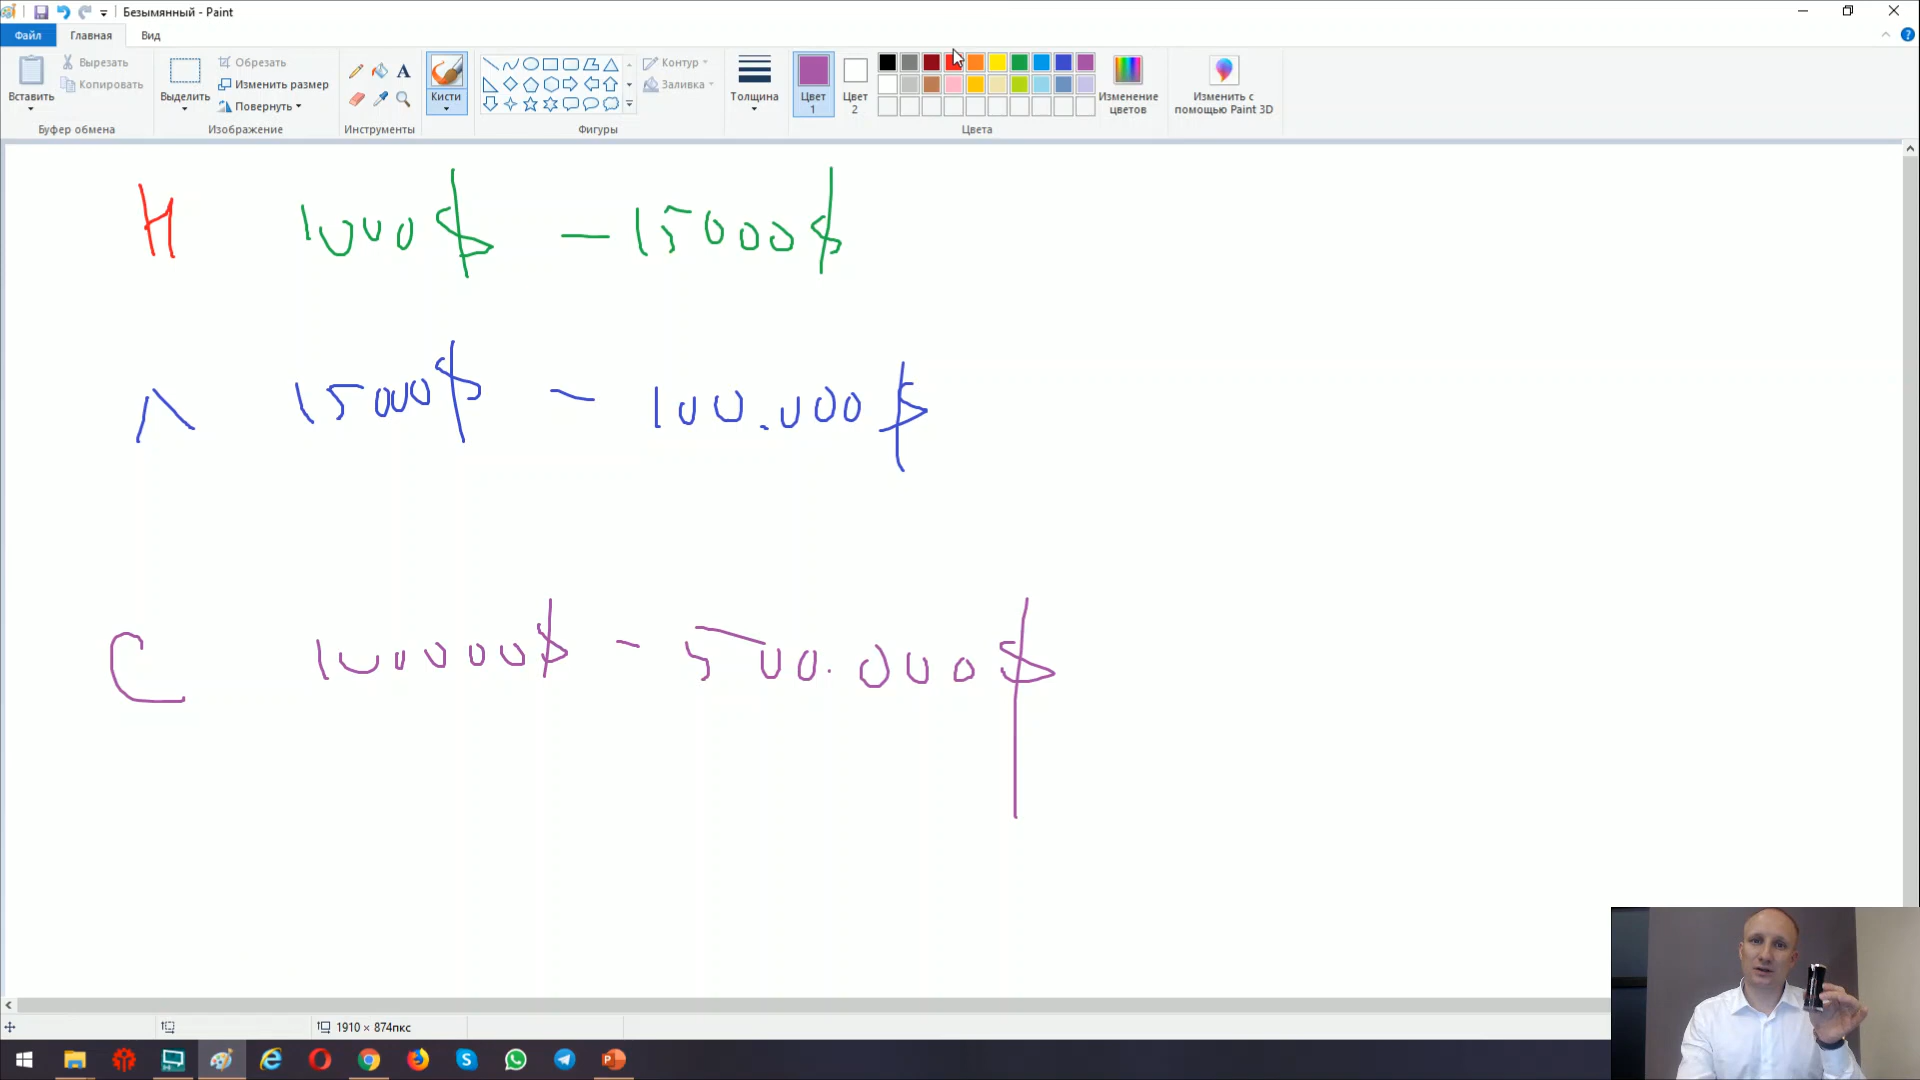 Безымянный - Paint
Файл Главная Вид
Вставить
Вырезать
Копировать
Буфер обмена
Выделить
Обрезать
Изменить размер
Повернуть
Изображение
A
Инструменты
Кисти
Фигуры
Контур
Заливка
Толщина
Цвет 1
Цвет 2
Изменение цветов
Цвета
Изменить с помощью Paint 3D
Н 1000$ — 15000$
Л 15000$ - 100.000$
С 100000$ - 500.000$
1910 × 874пкс